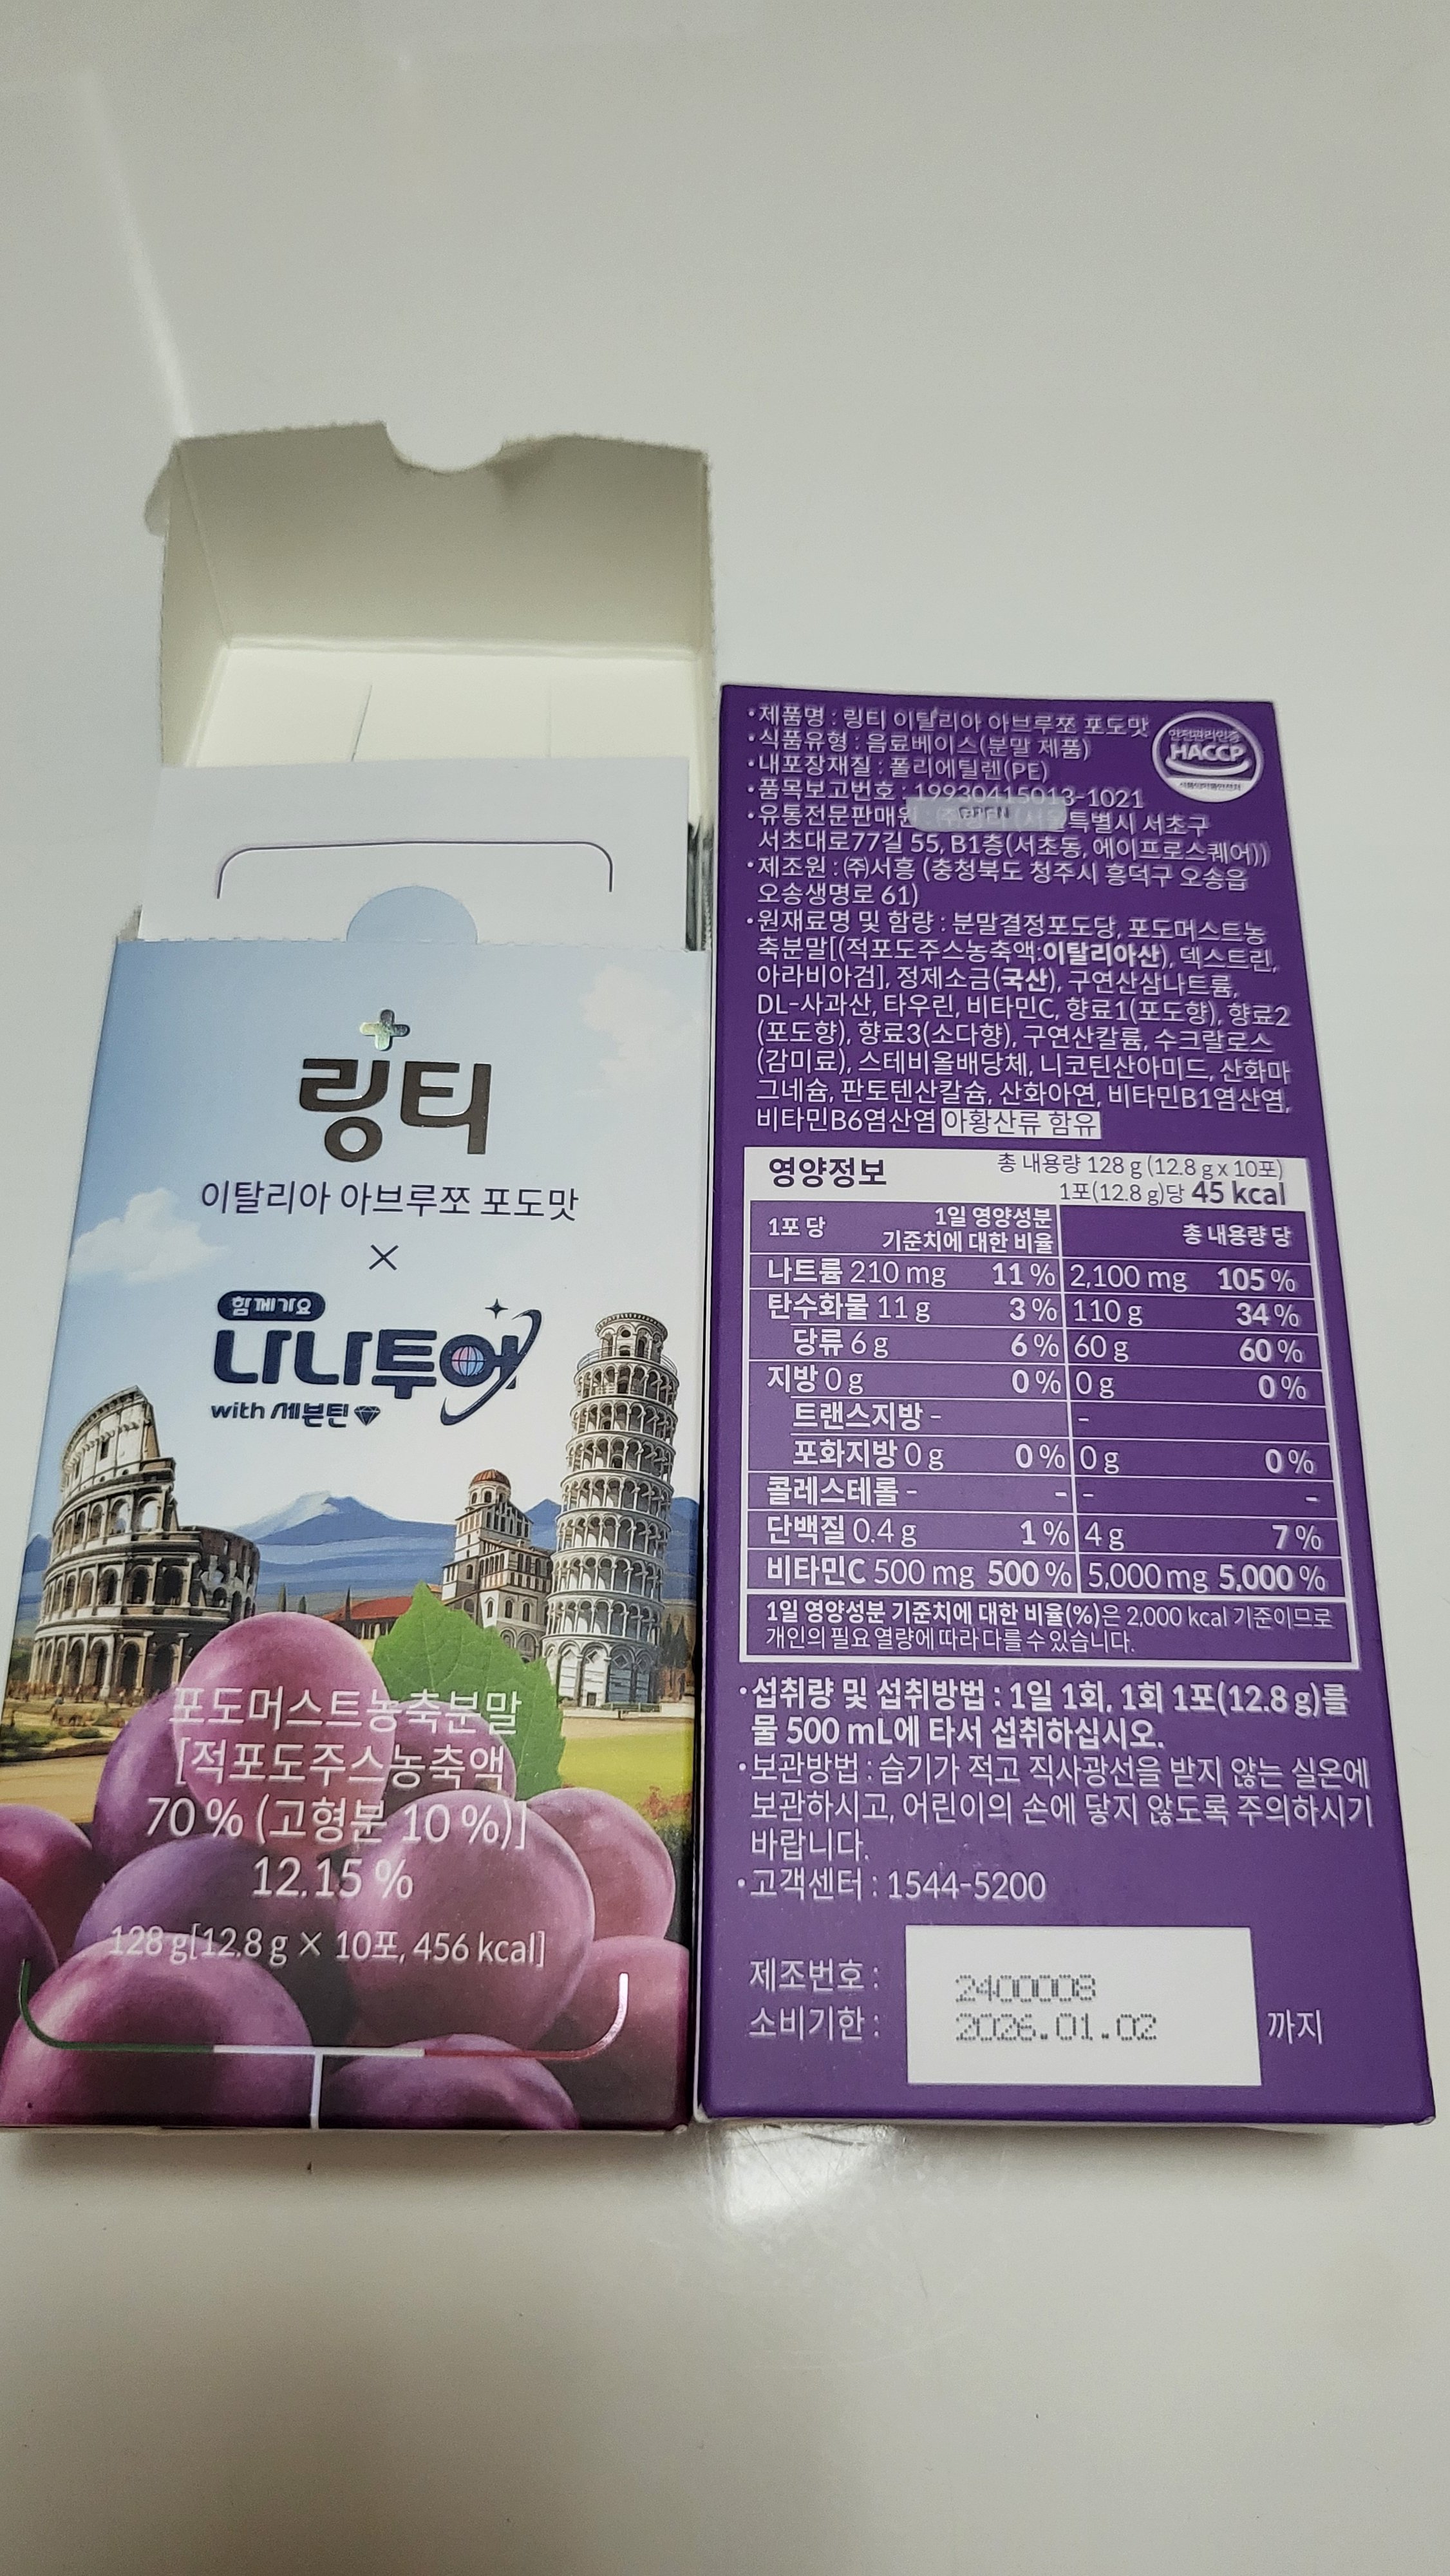 링티
이탈리아 아브루쪼 포도맛
×
함께가요
나나투어
with 세븐틴
포도머스트농축분말
[적포도주스농축액
70 % (고형분 10 %)]
12.15 %
128 g[12.8 g × 10포, 456 kcal]
•제품명 : 링티 이탈리아 아브루쪼 포도맛
•식품유형 : 음료베이스(분말 제품)
•내포장재질 : 폴리에틸렌(PE)
•품목보고번호 : 19930415013-1021
•유통전문판매원 : ㈜링티 (서울특별시 서초구
서초대로77길 55, B1층(서초동, 에이프로스퀘어))
•제조원 : ㈜서흥 (충청북도 청주시 흥덕구 오송읍
오송생명로 61)
•원재료명 및 함량 : 분말결정포도당, 포도머스트농
축분말[(적포도주스농축액:이탈리아산), 덱스트린,
아라비아검], 정제소금(국산), 구연산삼나트륨,
DL-사과산, 타우린, 비타민C, 향료1(포도향), 향료2
(포도향), 향료3(소다향), 구연산칼륨, 수크랄로스
(감미료), 스테비올배당체, 니코틴산아미드, 산화마
그네슘, 판토텐산칼슘, 산화아연, 비타민B1염산염,
비타민B6염산염 아황산류 함유
안전관리인증
HACCP
식품의약품안전처
OPEN
영양정보
총 내용량 128 g (12.8 g x 10포)
1포(12.8 g)당 45 kcal
1포 당 1일 영양성분 기준치에 대한 비율 총 내용량 당
나트륨 210 mg 11 % 2,100 mg 105 %
탄수화물 11 g 3 % 110 g 34 %
당류 6 g 6 % 60 g 60 %
지방 0 g 0 % 0 g 0 %
트랜스지방 - -
포화지방 0 g 0 % 0 g 0 %
콜레스테롤 - - - -
단백질 0.4 g 1 % 4 g 7 %
비타민C 500 mg 500 % 5,000 mg 5,000 %
1일 영양성분 기준치에 대한 비율(%)은 2,000 kcal 기준이므로
개인의 필요 열량에 따라 다를 수 있습니다.
•섭취량 및 섭취방법 : 1일 1회, 1회 1포(12.8 g)를
물 500 mL에 타서 섭취하십시오.
•보관방법 : 습기가 적고 직사광선을 받지 않는 실온에
보관하시고, 어린이의 손에 닿지 않도록 주의하시기
바랍니다.
•고객센터 : 1544-5200
제조번호 : 2400008
소비기한 : 2026.01.02 까지